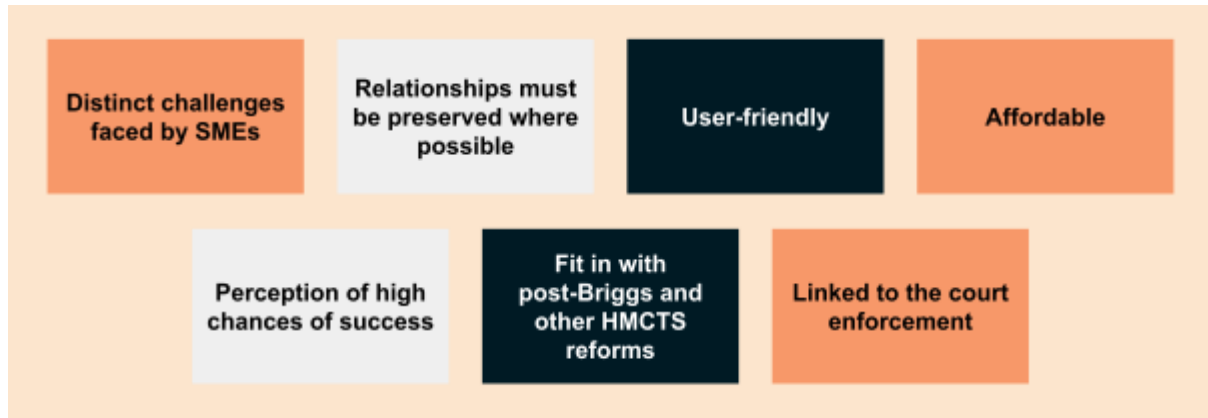 Distinct challenges
faced by SMEs
Relationships must
be preserved where
possible
User-friendly
Affordable
Perception of high
chances of success
Fit in with
post-Briggs and
other HMCTS
reforms
Linked to the court
enforcement